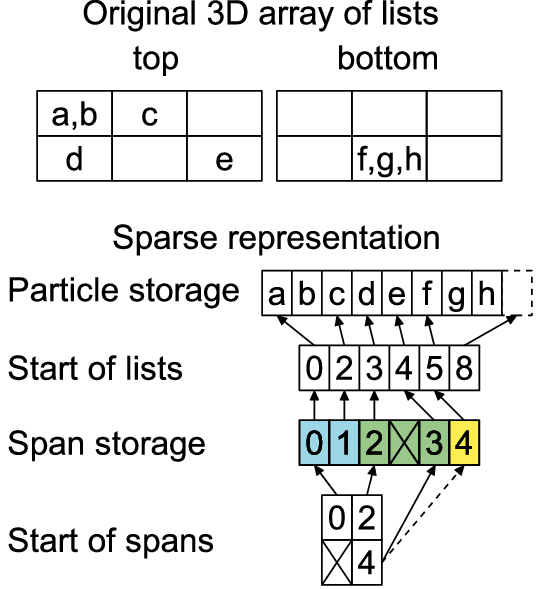 Original 3D array of lists
top bottom
a,b c
d e f,g,h
Sparse representation
Particle storage a b c d e f g h
Start of lists 0 2 3 4 5 8
Span storage 0 1 2 3 4
0 2
Start of spans
4